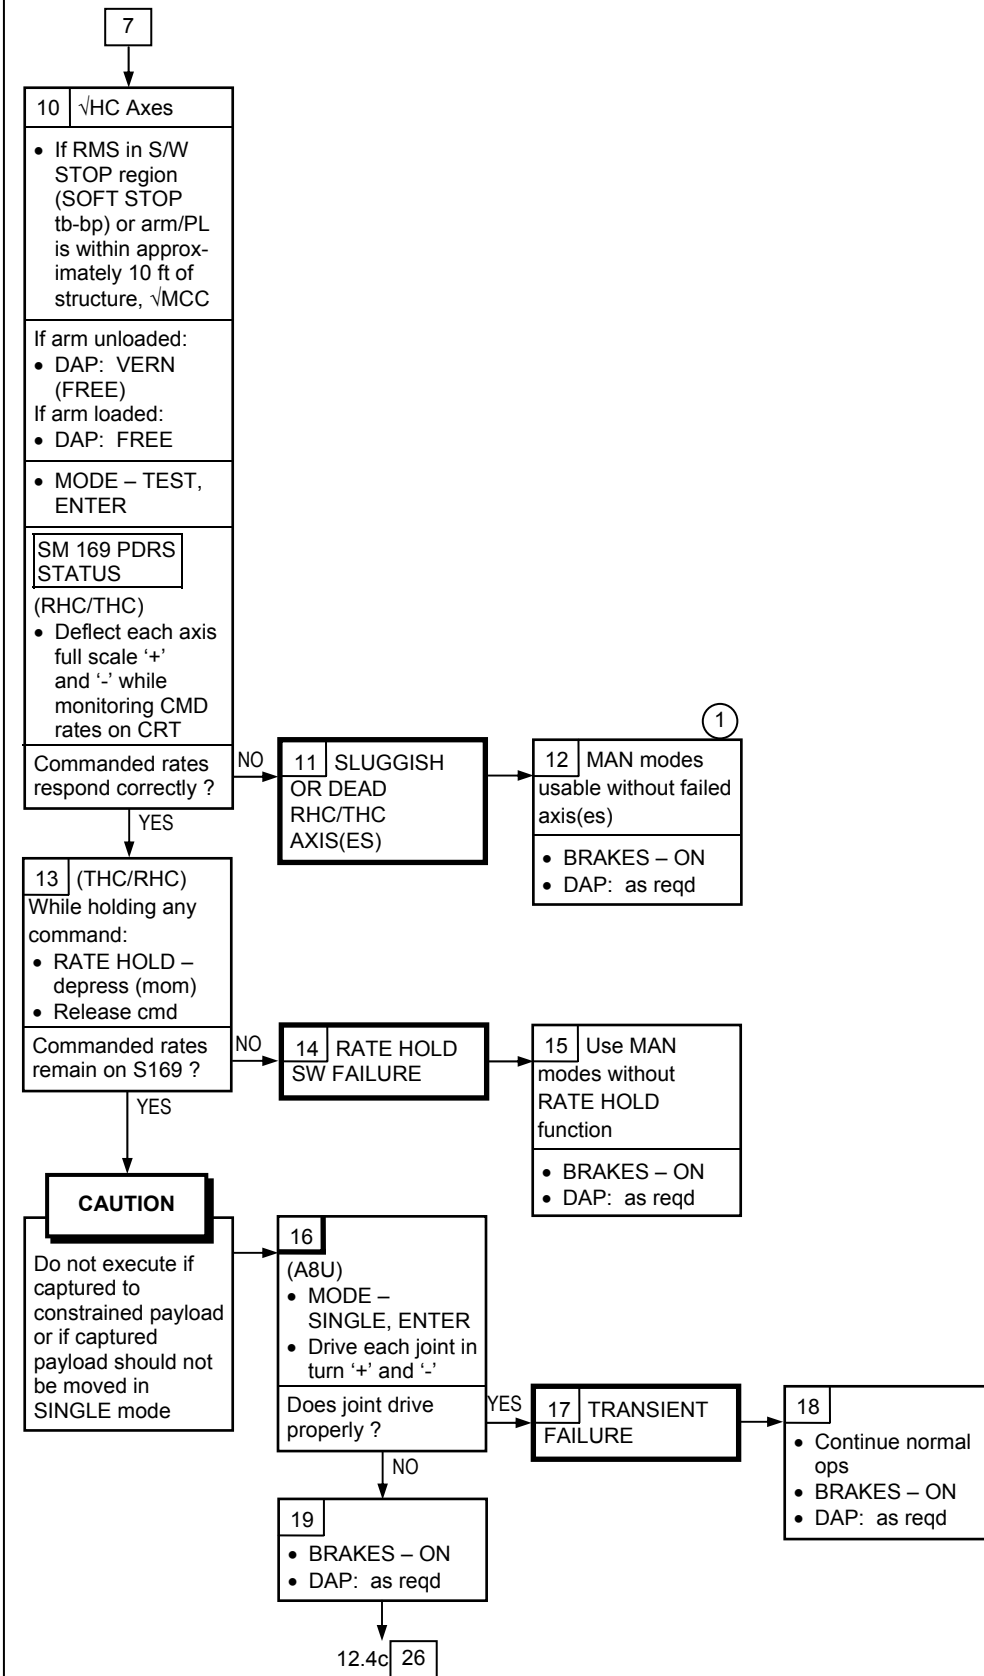 7
10 √HC Axes
• If RMS in S/W
STOP region
(SOFT STOP
tb-bp) or arm/PL
is within approx-
imately 10 ft of
structure, √MCC
If arm unloaded:
• DAP: VERN
(FREE)
If arm loaded:
• DAP: FREE
• MODE – TEST,
ENTER
SM 169 PDRS
STATUS
(RHC/THC)
• Deflect each axis
full scale ‘+’
and ‘-’ while
monitoring CMD
rates on CRT
Commanded rates
respond correctly ?
NO
11 SLUGGISH
OR DEAD
RHC/THC
AXIS(ES)
1
12 MAN modes
usable without failed
axis(es)
• BRAKES – ON
• DAP: as reqd
YES
13 (THC/RHC)
While holding any
command:
• RATE HOLD –
depress (mom)
• Release cmd
Commanded rates
remain on S169 ?
NO
14 RATE HOLD
SW FAILURE
15 Use MAN
modes without
RATE HOLD
function
• BRAKES – ON
• DAP: as reqd
YES
CAUTION
Do not execute if
captured to
constrained payload
or if captured
payload should not
be moved in
SINGLE mode
16
(A8U)
• MODE –
SINGLE, ENTER
• Drive each joint in
turn ‘+’ and ‘-’
Does joint drive
properly ?
YES
17 TRANSIENT
FAILURE
18
• Continue normal
ops
• BRAKES – ON
• DAP: as reqd
NO
19
• BRAKES – ON
• DAP: as reqd
12.4c 26